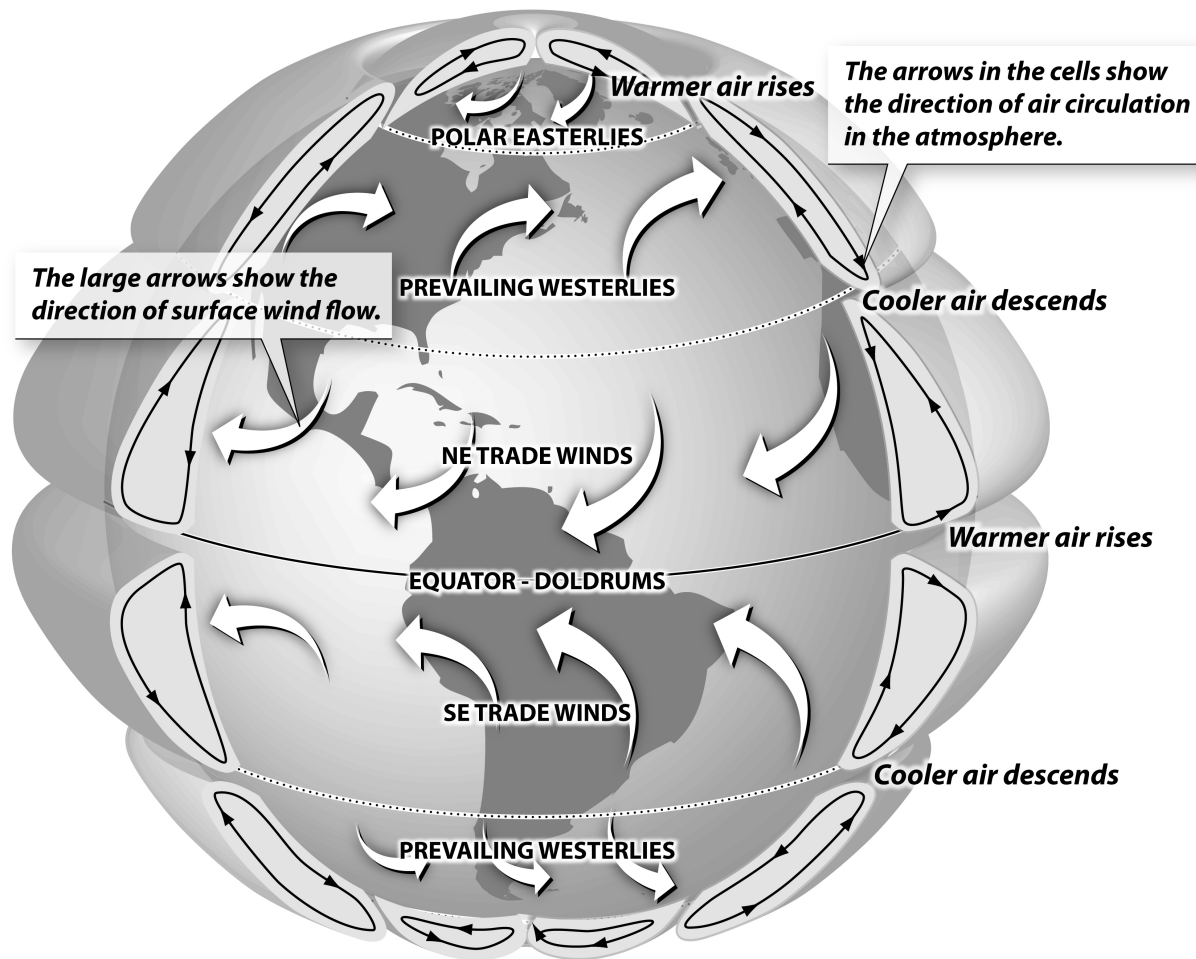 Warmer air rises
The arrows in the cells show
the direction of air circulation
in the atmosphere.
POLAR EASTERLIES
The large arrows show the
direction of surface wind flow.
PREVAILING WESTERLIES
Cooler air descends
NE TRADE WINDS
Warmer air rises
EQUATOR - DOLDRUMS
SE TRADE WINDS
Cooler air descends
PREVAILING WESTERLIES